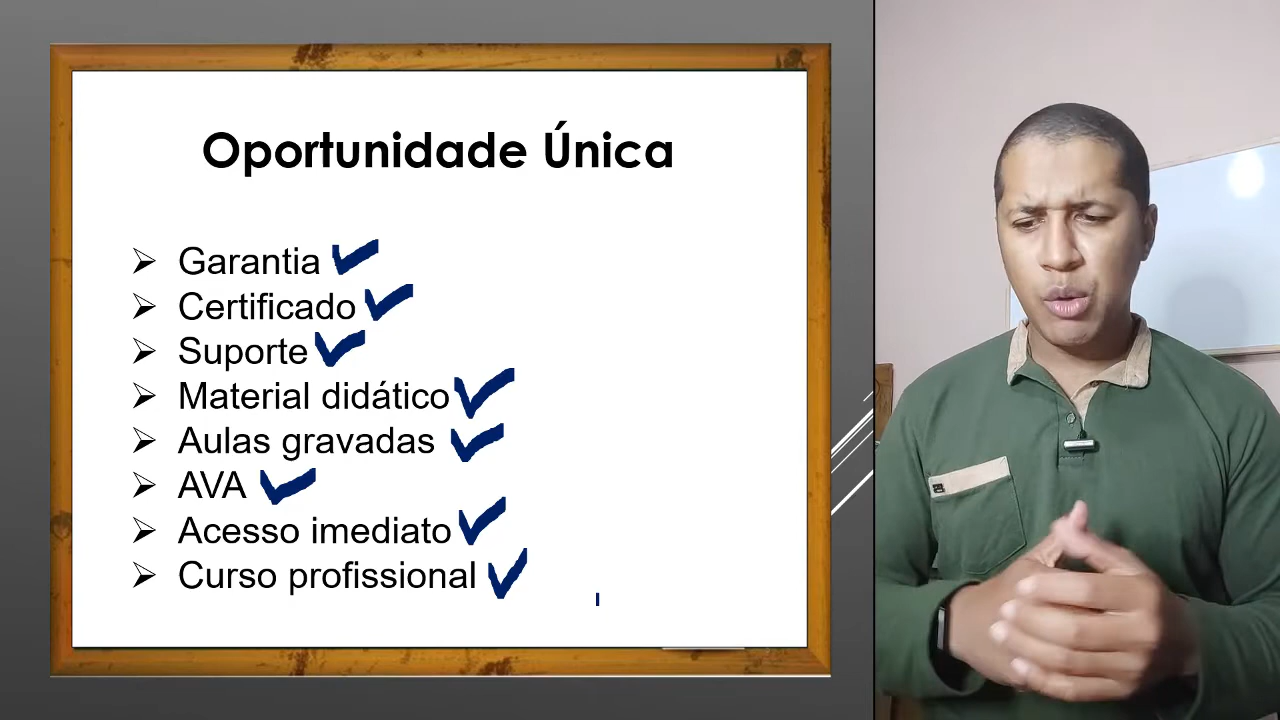 Oportunidade Única
Garantia
Certificado
Suporte
Material didático
Aulas gravadas
AVA
Acesso imediato
Curso profissional